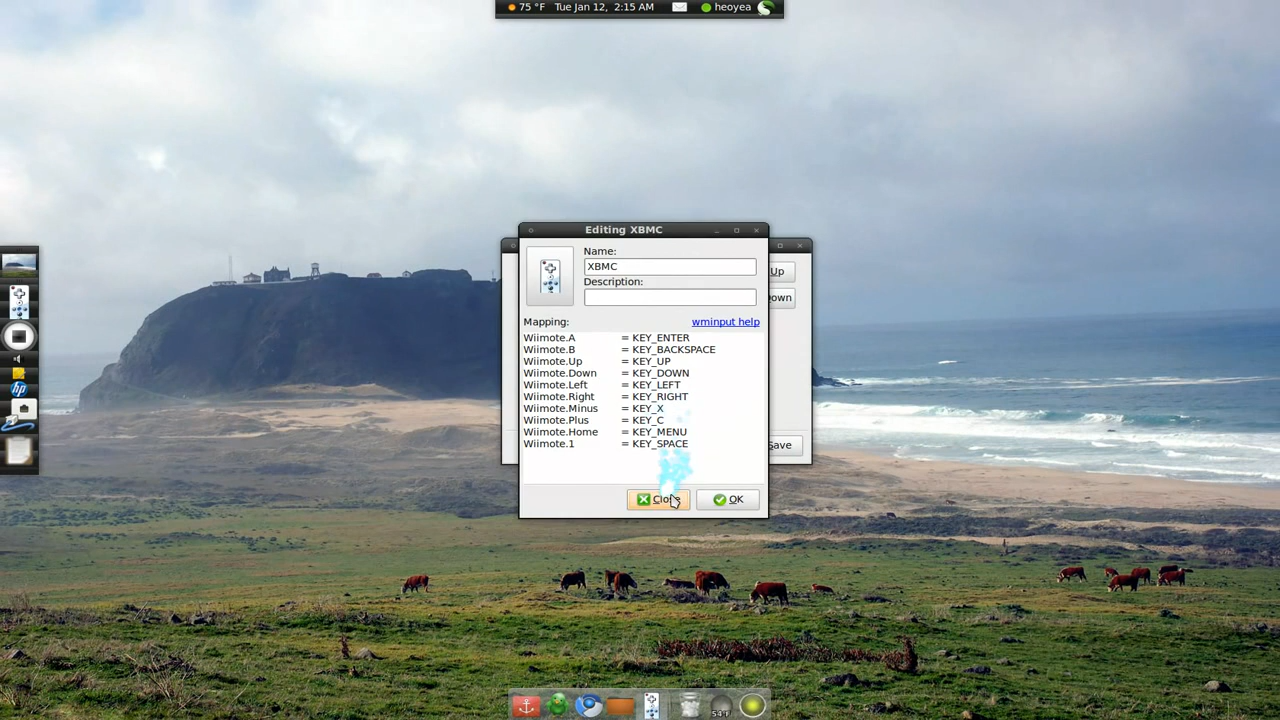 75 °F Tue Jan 12, 2:15 AM heoyea
Editing XBMC
Name:
XBMC
Up
Description:
own
Mapping: wminput help
Wiimote.A = KEY_ENTER
Wiimote.B = KEY_BACKSPACE
Wiimote.Up = KEY_UP
Wiimote.Down = KEY_DOWN
Wiimote.Left = KEY_LEFT
Wiimote.Right = KEY_RIGHT
Wiimote.Minus = KEY_X
Wiimote.Plus = KEY_C
Wiimote.Home = KEY_MENU
Wiimote.1 = KEY_SPACE
Save
Close OK
hp
54°F